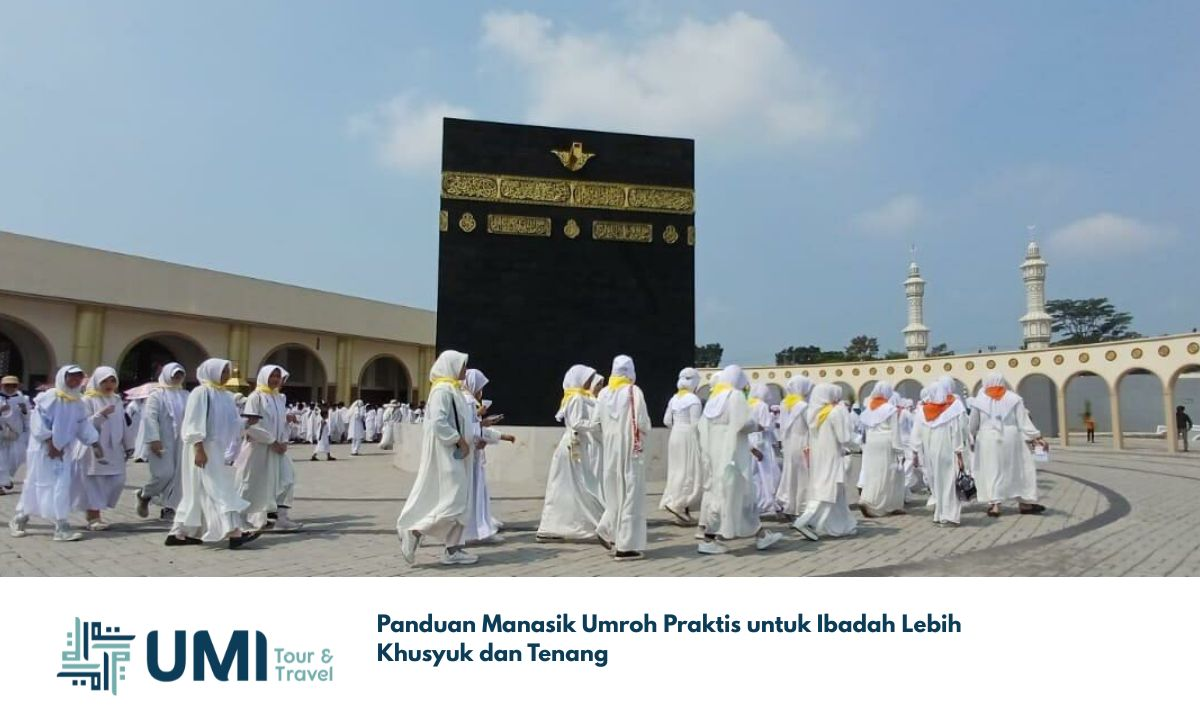 UMI
Tour &
Travel
Panduan Manasik Umroh Praktis untuk Ibadah Lebih
Khusyuk dan Tenang